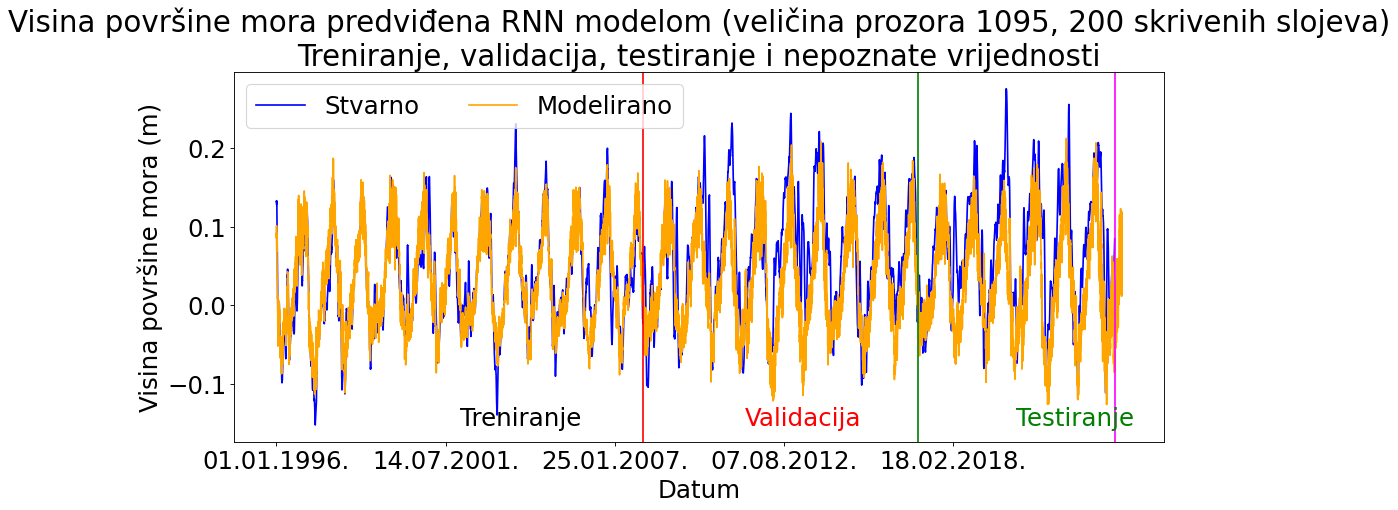 Visina površine mora predviđena RNN modelom (veličina prozora 1095, 200 skrivenih slojeva)
Treniranje, validacija, testiranje i nepoznate vrijednosti
Stvarno Modelirano
Visina površine mora (m)
0.2
0.1
0.0
−0.1
Treniranje Validacija Testiranje
01.01.1996. 14.07.2001. 25.01.2007. 07.08.2012. 18.02.2018.
Datum